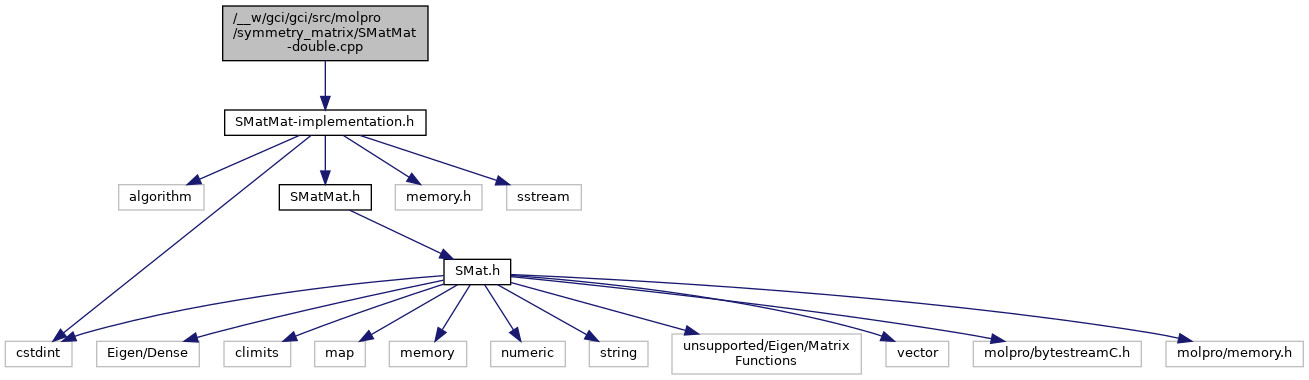 /__w/gci/gci/src/molpro
/symmetry_matrix/SMatMat
-double.cpp
SMatMat-implementation.h
algorithm
SMatMat.h
memory.h
sstream
SMat.h
cstdint
Eigen/Dense
climits
map
memory
numeric
string
unsupported/Eigen/Matrix
Functions
vector
molpro/bytestreamC.h
molpro/memory.h